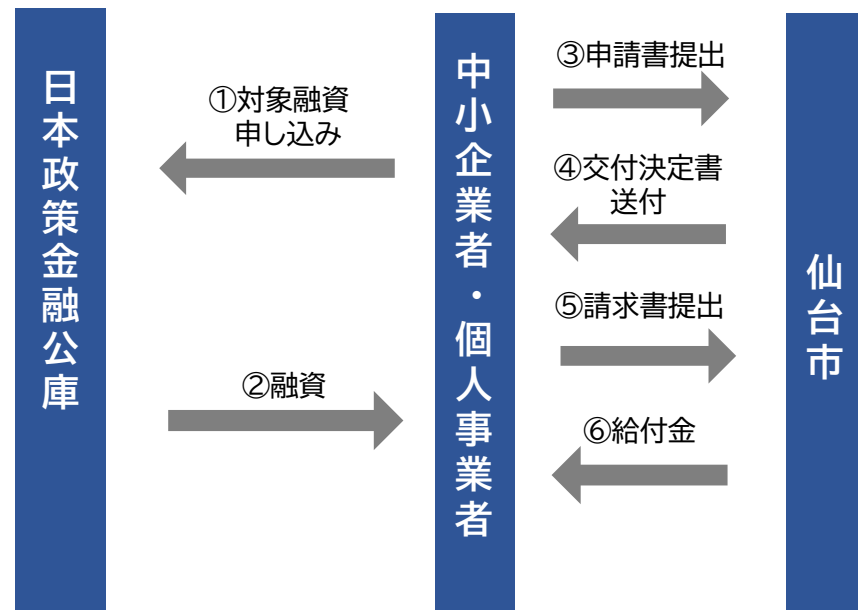 日本政策金融公庫
①対象融資
申し込み
②融資
中小企業者・個人事業者
③申請書提出
④交付決定書
送付
⑤請求書提出
⑥給付金
仙台市